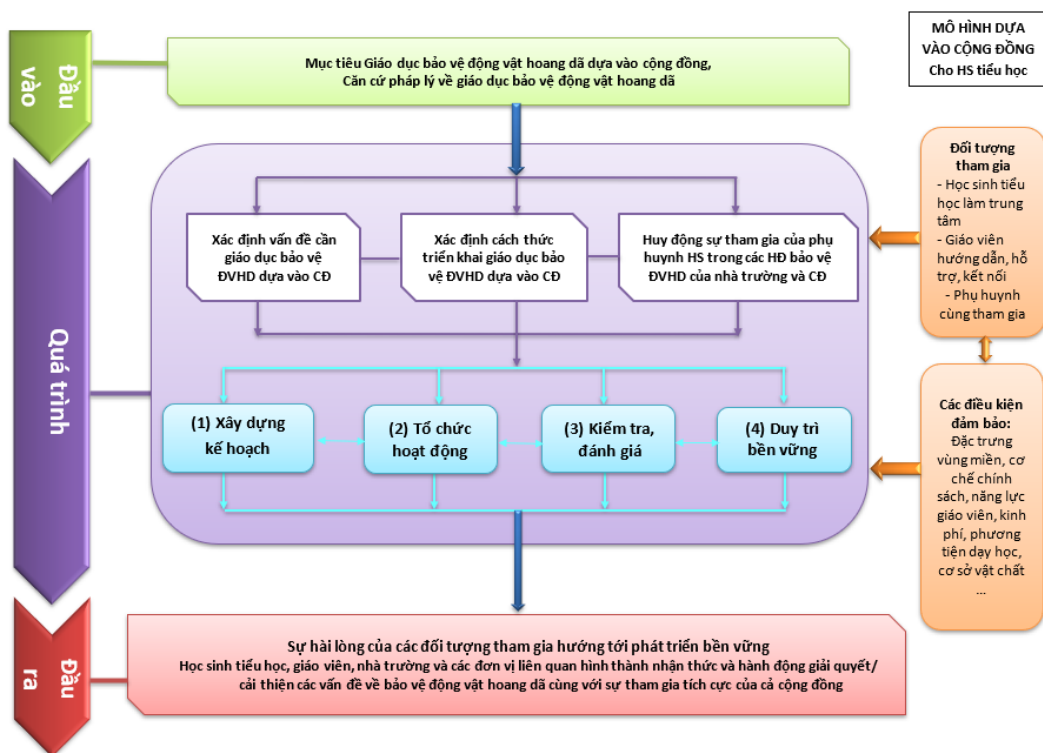 Đầu
vào
Mục tiêu Giáo dục bảo vệ động vật hoang dã dựa vào cộng đồng,
Căn cứ pháp lý về giáo dục bảo vệ động vật hoang dã
MÔ HÌNH DỰA
VÀO CỘNG ĐỒNG
Cho HS tiểu học
Quá trình
Xác định vấn đề cần
giáo dục bảo vệ
ĐVHD dựa vào CĐ
Xác định cách thức
triển khai giáo dục bảo
vệ ĐVHD dựa vào CĐ
Huy động sự tham gia của phụ
huynh HS trong các HĐ bảo vệ
ĐVHD của nhà trường và CĐ
Đối tượng
tham gia
- Học sinh tiểu
học làm trung
tâm
- Giáo viên
hướng dẫn, hỗ
trợ, kết nối
- Phụ huynh
cùng tham gia
(1) Xây dựng
kế hoạch
(2) Tổ chức
hoạt động
(3) Kiểm tra,
đánh giá
(4) Duy trì
bền vững
Các điều kiện
đảm bảo:
Đặc trưng
vùng miền, cơ
chế chính
sách, năng lực
giáo viên, kinh
phí, phương
tiện dạy học,
cơ sở vật chất
...
Đầu
ra
Sự hài lòng của các đối tượng tham gia hướng tới phát triển bền vững
Học sinh tiểu học, giáo viên, nhà trường và các đơn vị liên quan hình thành nhận thức và hành động giải quyết/
cải thiện các vấn đề về bảo vệ động vật hoang dã cùng với sự tham gia tích cực của cả cộng đồng